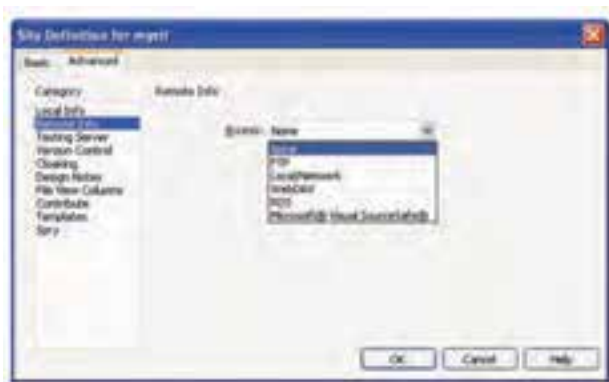 Site Definition for
Basic Advanced
Category
Remote Info
Local Info
Remote Info
Testing Server
Version Control
Cloaking
Design Notes
File View Columns
Contribute
Templates
Spry
Access: None
None
FTP
Local/Network
WebDAV
RDS
Microsoft® Visual SourceSafe®
OK Cancel Help